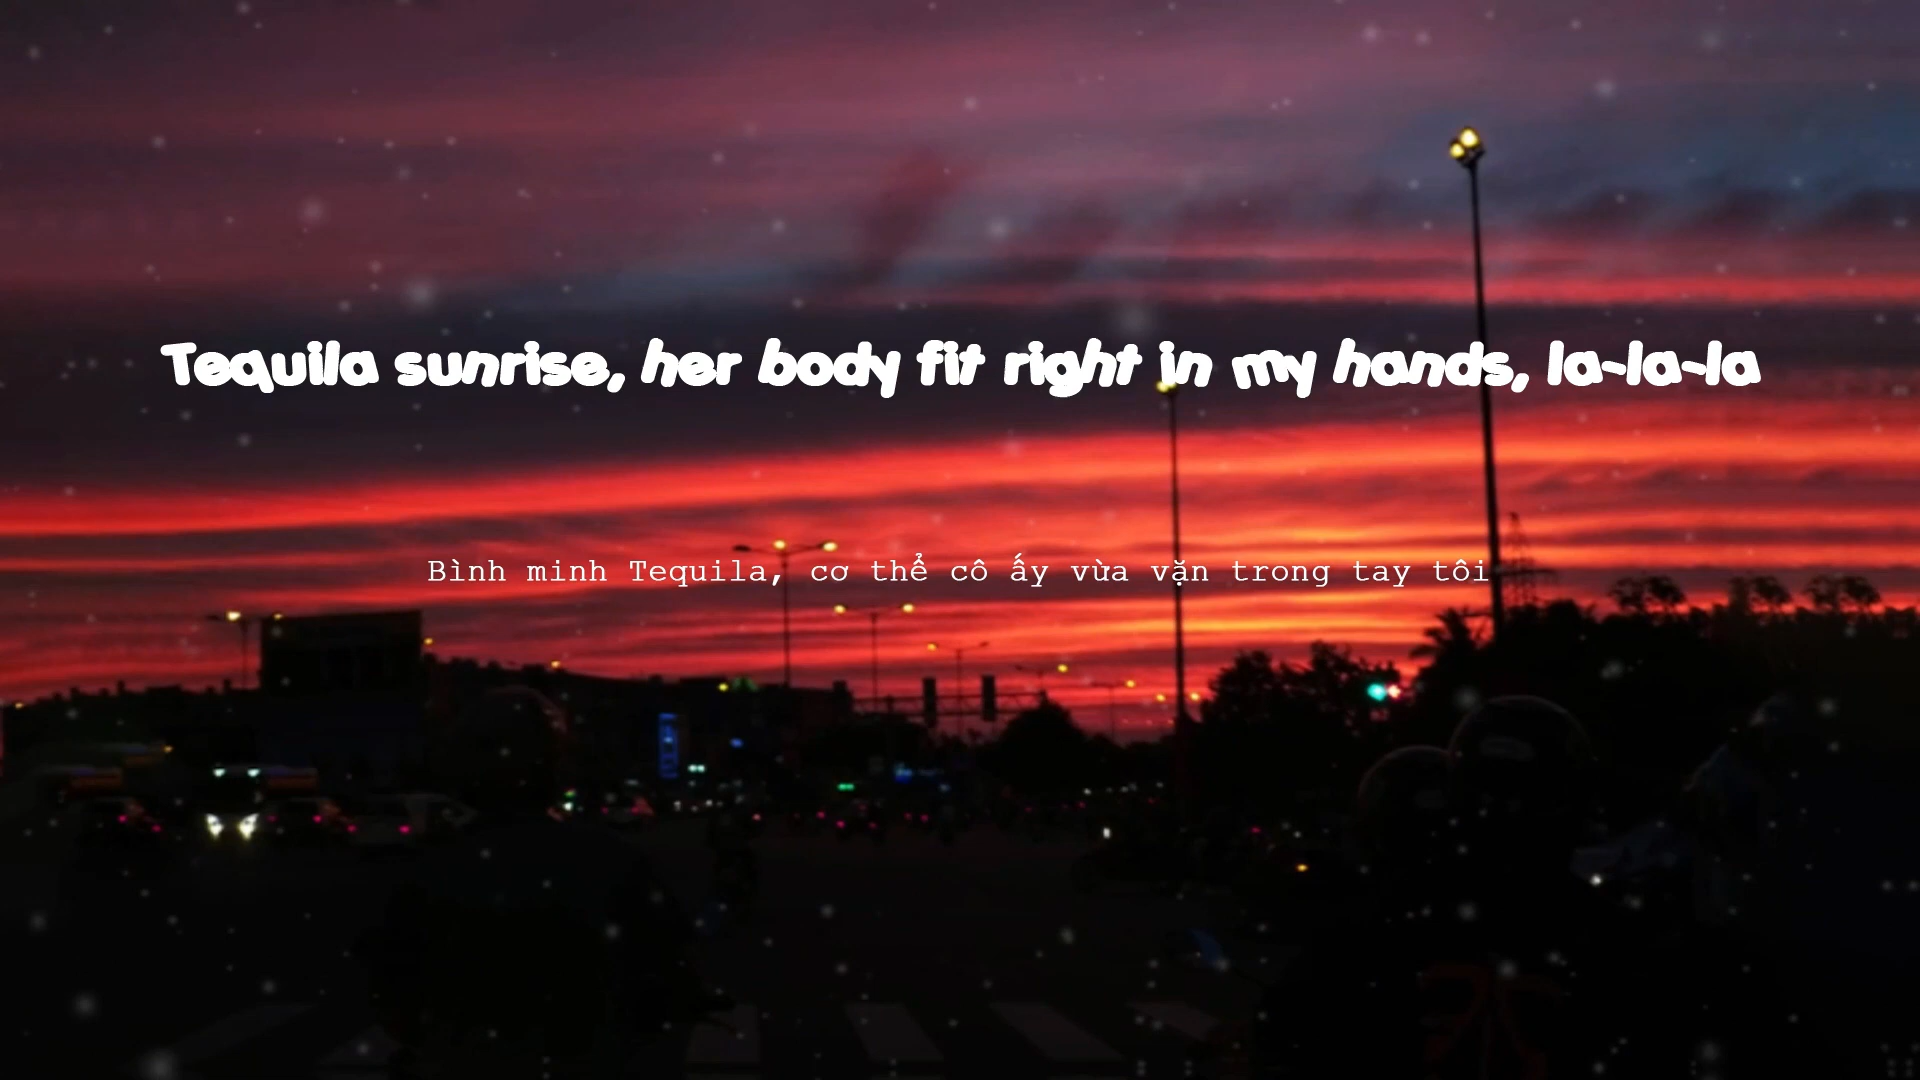 Tequila sunrise, her body fit right in my hands, la-la-la
Bình minh Tequila, cơ thể cô ấy vừa vặn trong tay tôi